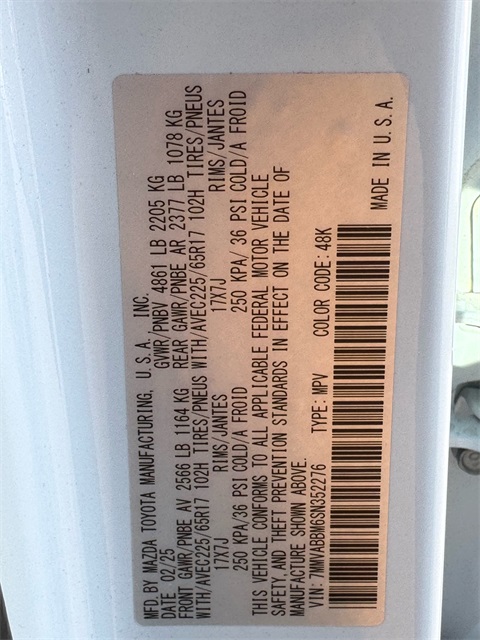 MFD.BY MAZDA TOYOTA MANUFACTURING, U.S.A., INC.
DATE 02/25 GVWR/PNBV 4861 LB 2205 KG
FRONT GAWR/PNBE AV 2566 LB 1164 KG REAR GAWR/PNBE AR 2377 LB 1078 KG
WITH/AVEC225/65R17 102H TIRES/PNEUS WITH/AVEC225/65R17 102H TIRES/PNEUS
17X7J RIMS/JANTES 17X7J RIMS/JANTES
250 KPA/36 PSI COLD/A FROID 250 KPA/ 36 PSI COLD/A FROID
THIS VEHICLE CONFORMS TO ALL APPLICABLE FEDERAL MOTOR VEHICLE
SAFETY,AND THEFT PREVENTION STANDARDS IN EFFECT ON THE DATE OF
MANUFACTURE SHOWN ABOVE.
VIN: 7MMVABBM6SN352276 TYPE: MPV COLOR CODE: 48K
MADE IN U.S.A.